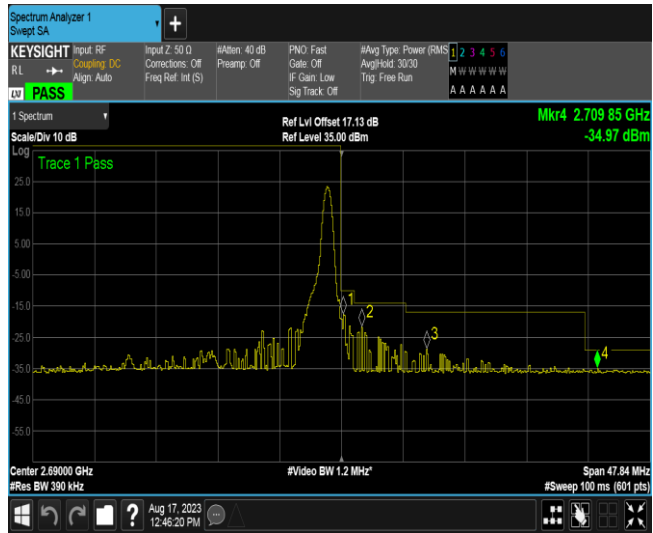 Spectrum Analyzer 1
Swept SA
+
KEYSIGHT
RL
Align: Auto
LXI PASS
Input: RF
Coupling: DC
Input Z: 50 Ω
Corrections: Off
Freq Ref: Int (S)
#Atten: 40 dB
Preamp: Off
PNO: Fast
Gate: Off
IF Gain: Low
Sig Track: Off
#Avg Type: Power (RMS
Avg|Hold: 30/30
Trig: Free Run
1 2 3 4 5 6
M W W W W W
A A A A A A
1 Spectrum
Scale/Div 10 dB
Ref Lvl Offset 17.13 dB
Ref Level 35.00 dBm
Mkr4 2.709 85 GHz
-34.97 dBm
Log
Trace 1 Pass
25.0
15.0
5.00
-5.00
-15.0
-25.0
-35.0
-45.0
-55.0
1
2
3
4
Center 2.69000 GHz
#Video BW 1.2 MHz*
Span 47.84 MHz
#Res BW 390 kHz
#Sweep 100 ms (601 pts)
?
Aug 17, 2023
12:46:20 PM